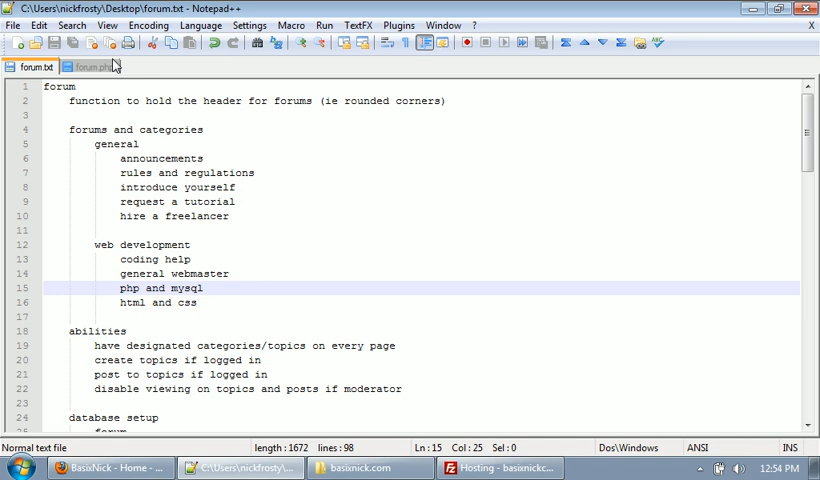 C:\Users\nickfrosty\Desktop\forum.txt - Notepad++
File Edit Search View Encoding Language Settings Macro Run TextFX Plugins Window ? X
forum.txt forum.php
1 forum
2 function to hold the header for forums (ie rounded corners)
3
4 forums and categories
5 general
6 announcements
7 rules and regulations
8 introduce yourself
9 request a tutorial
10 hire a freelancer
11
12 web development
13 coding help
14 general webmaster
15 php and mysql
16 html and css
17
18 abilities
19 have designated categories/topics on every page
20 create topics if logged in
21 post to topics if logged in
22 disable viewing on topics and posts if moderator
23
24 database setup
25 forum
Normal text file length : 1672 lines : 98 Ln : 15 Col : 25 Sel : 0 Dos\Windows ANSI INS
BasixNick - Home - ... C:\Users\nickfrosty\... basixnick.com Hosting - basixnickc... 12:54 PM